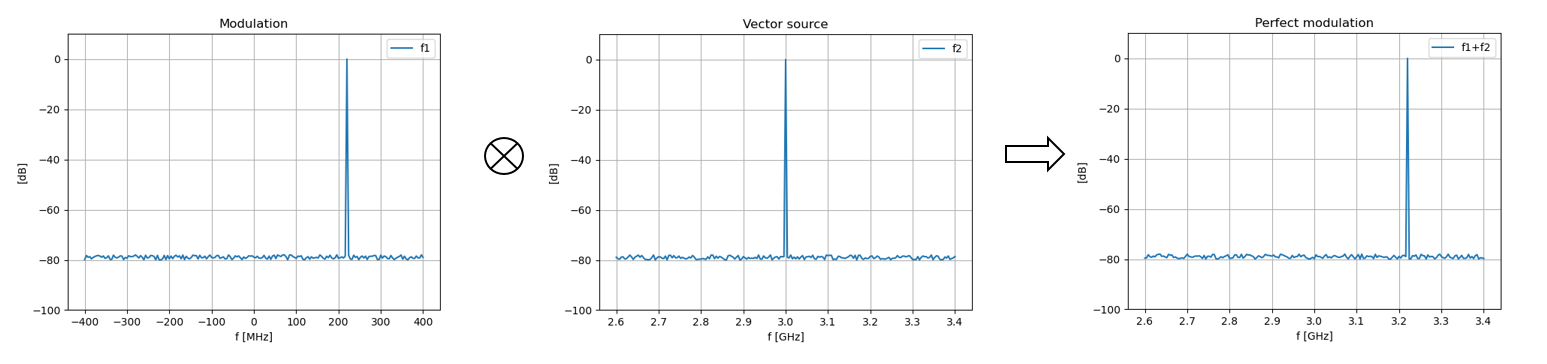 Modulation
f1
0
−20
−40
−60
−80
−100
[dB]
−400 −300 −200 −100 0 100 200 300 400
f [MHz]
Vector source
f2
0
−20
−40
−60
−80
−100
[dB]
2.6 2.7 2.8 2.9 3.0 3.1 3.2 3.3 3.4
f [GHz]
Perfect modulation
f1+f2
0
−20
−40
−60
−80
−100
[dB]
2.6 2.7 2.8 2.9 3.0 3.1 3.2 3.3 3.4
f [GHz]